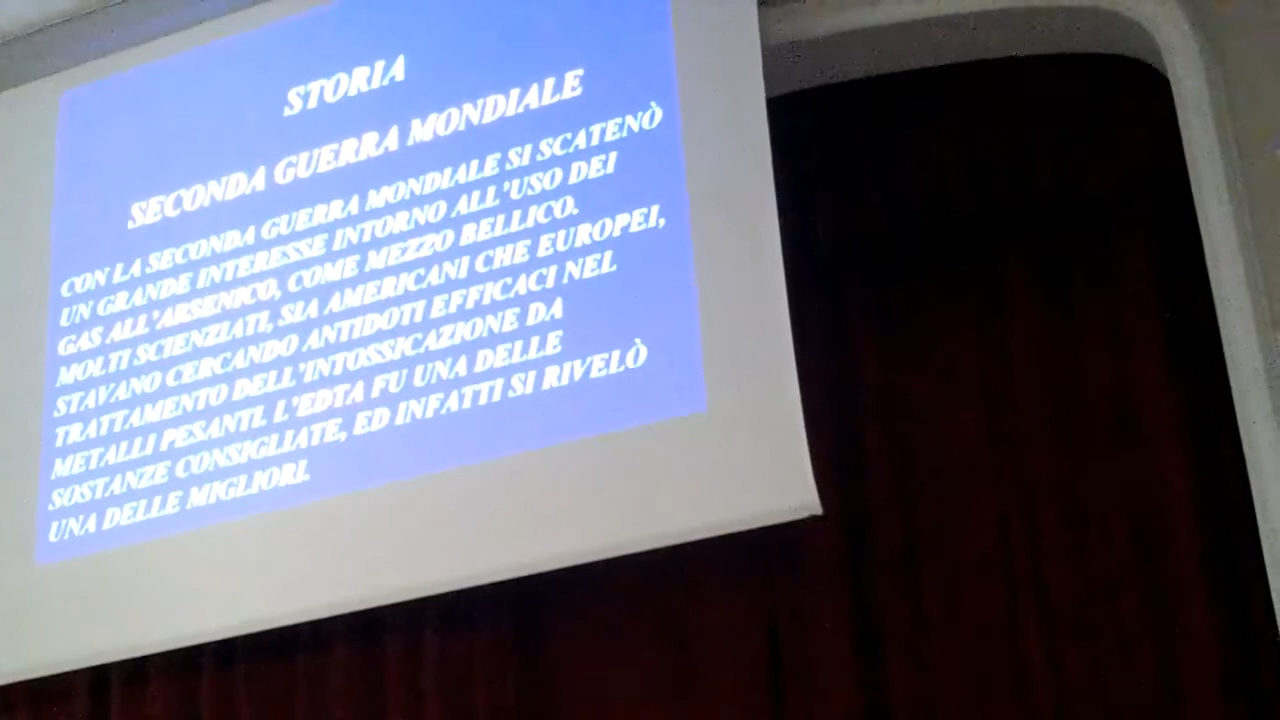 STORIA
SECONDA GUERRA MONDIALE
CON LA SECONDA GUERRA MONDIALE SI SCATENÒ
UN GRANDE INTERESSE INTORNO ALL'USO DEI
GAS ALL'ARSENICO, COME MEZZO BELLICO.
MOLTI SCIENZIATI, SIA AMERICANI CHE EUROPEI,
STAVANO CERCANDO ANTIDOTI EFFICACI NEL
TRATTAMENTO DELL'INTOSSICAZIONE DA
METALLI PESANTI. L'EDTA FU UNA DELLE
SOSTANZE CONSIGLIATE, ED INFATTI SI RIVELÒ
UNA DELLE MIGLIORI.